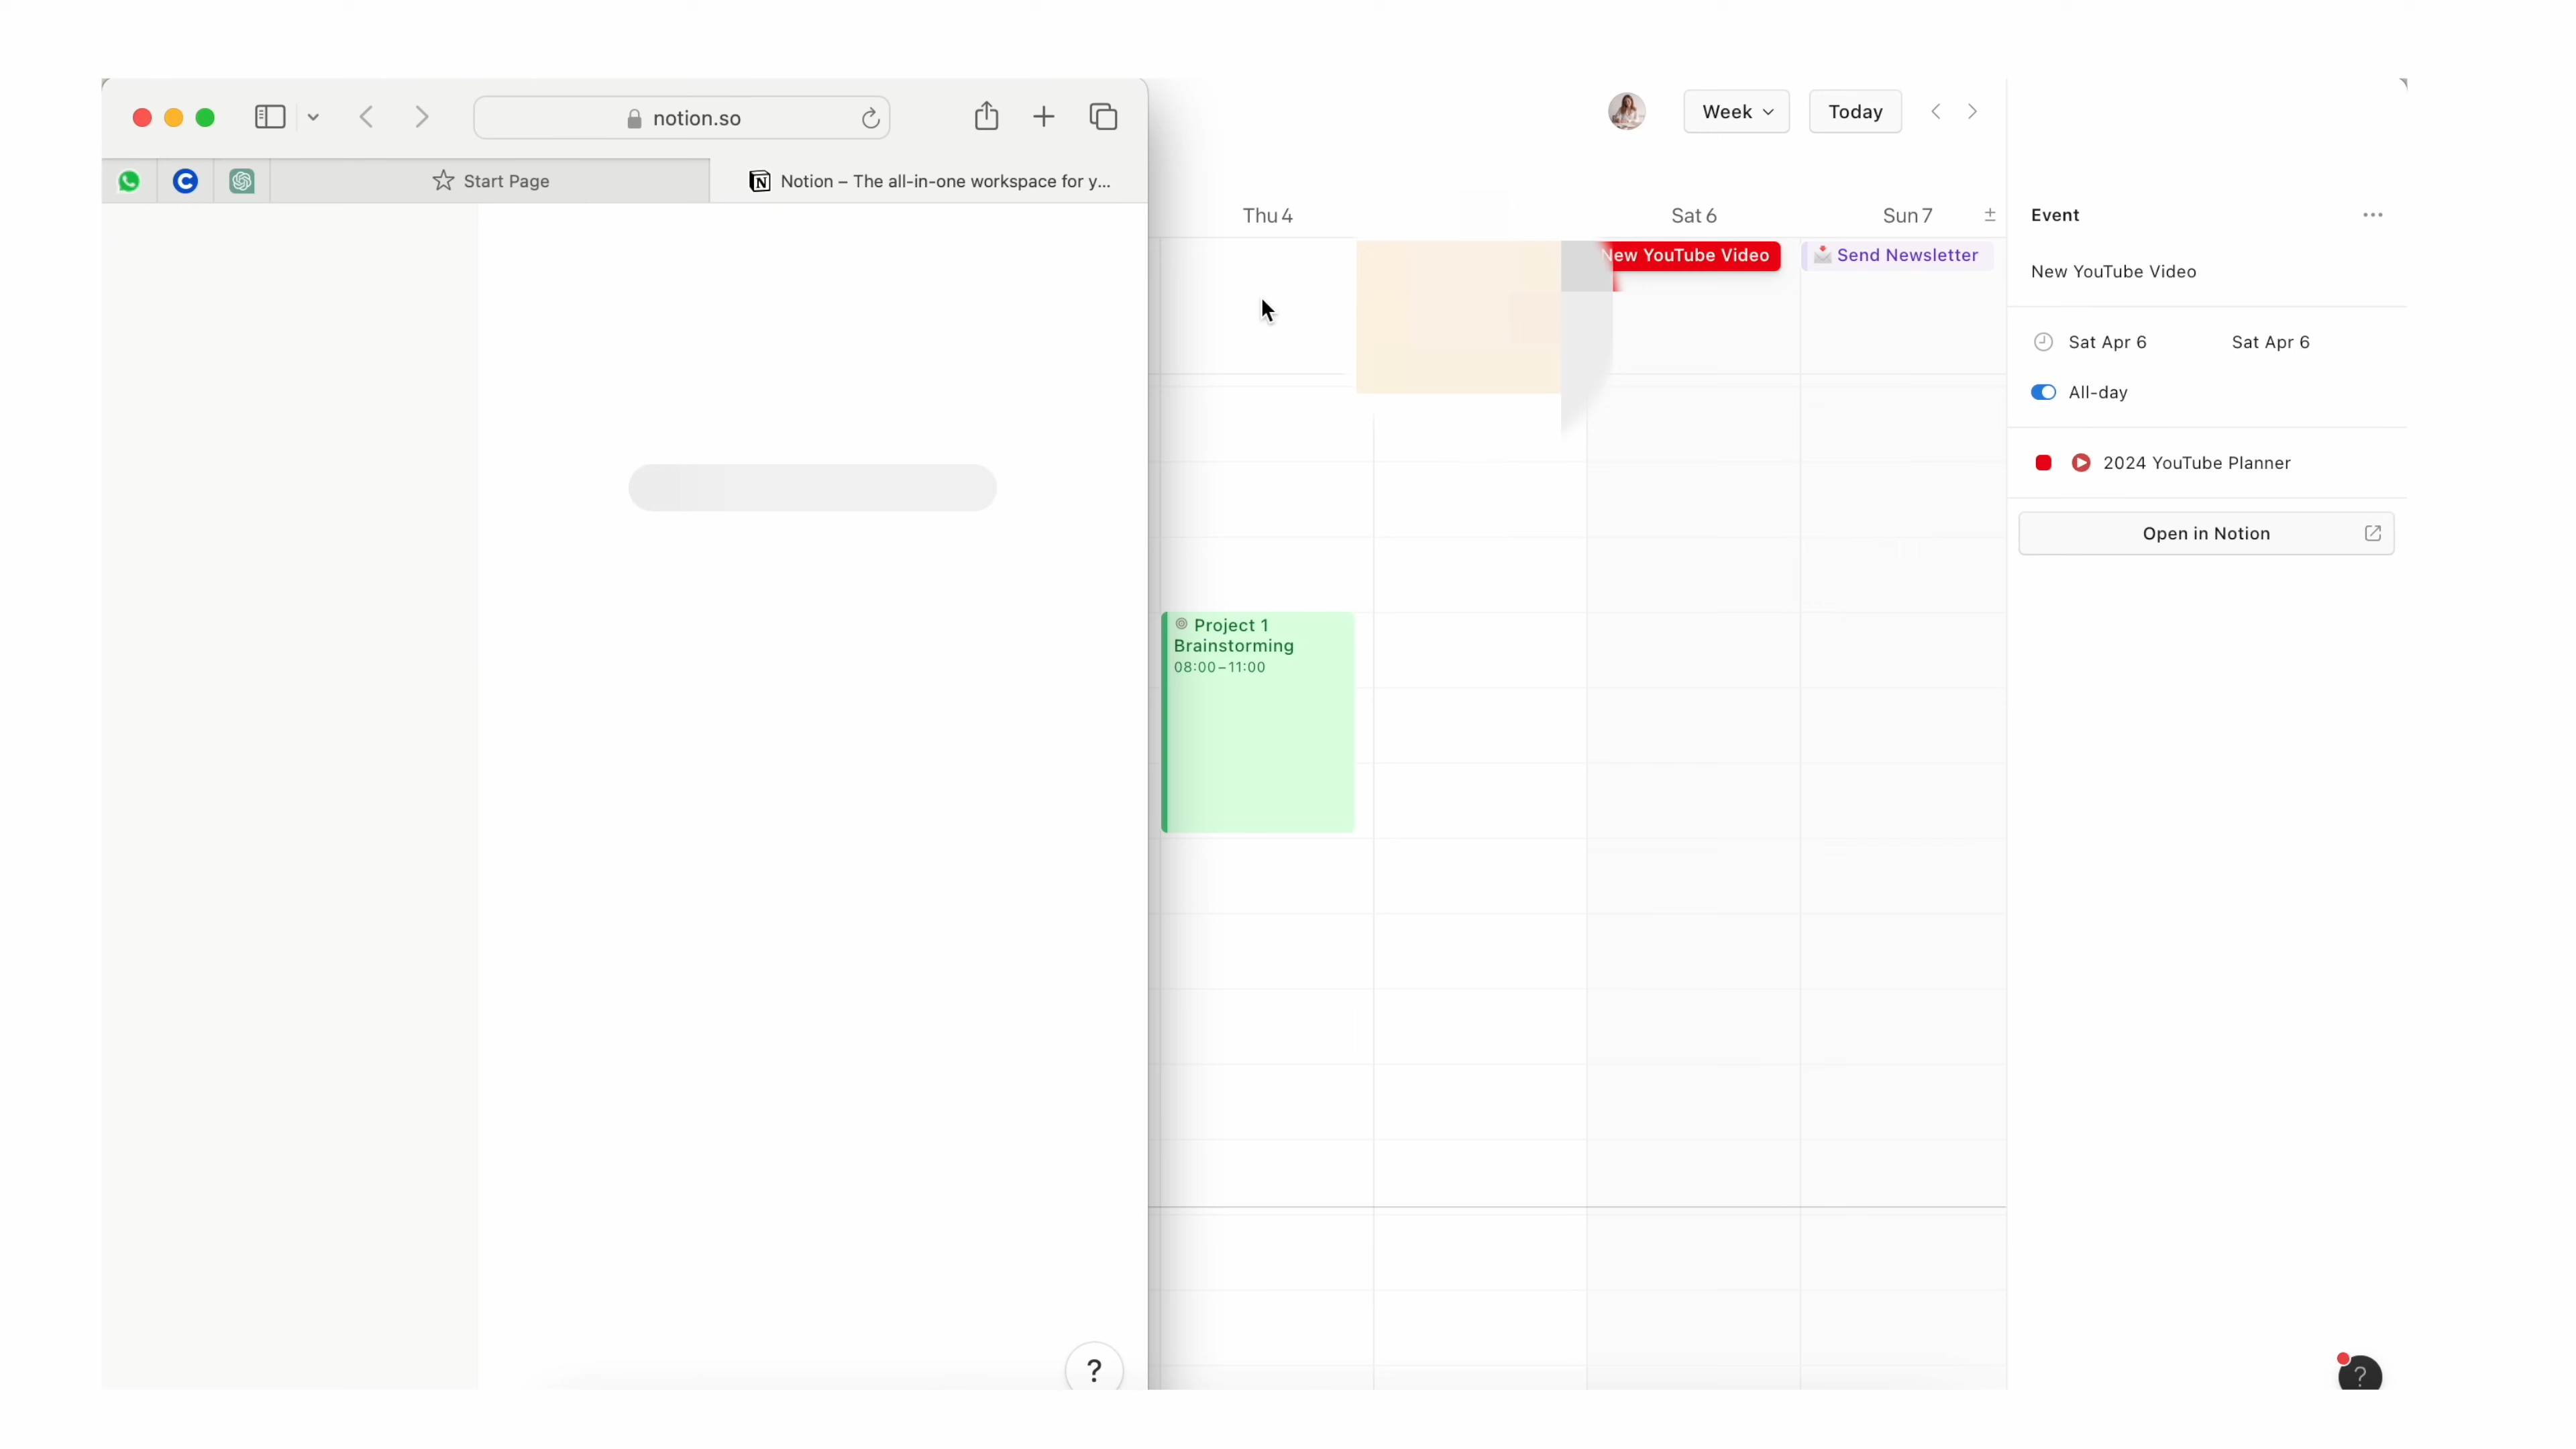 notion.so
Start Page
Notion – The all-in-one workspace for y...
Week
Today
Thu 4
Sat 6
Sun 7
New YouTube Video
Send Newsletter
Project 1
Brainstorming
08:00–11:00
Event
New YouTube Video
Sat Apr 6
Sat Apr 6
All-day
2024 YouTube Planner
Open in Notion
?
?